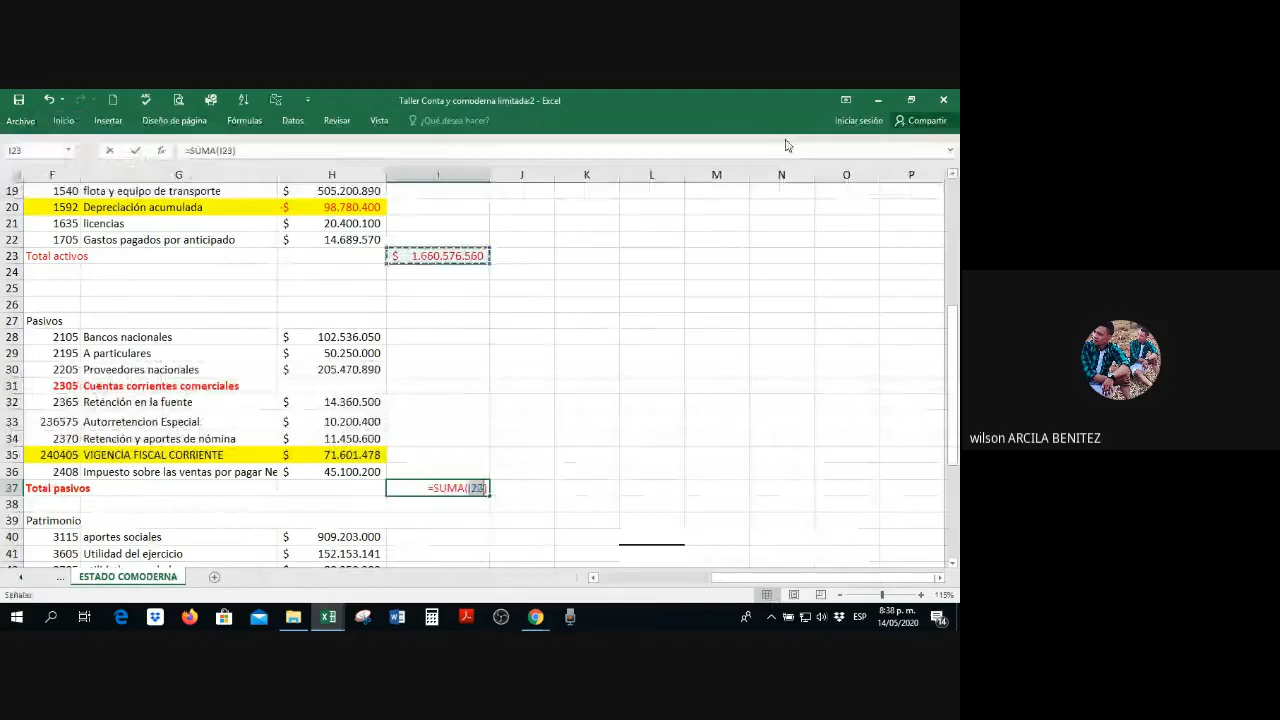 Taller Conta y comoderna limitada:2 - Excel
Archivo Inicio Insertar Diseño de página Fórmulas Datos Revisar Vista ¿Qué desea hacer? Iniciar sesión Compartir
I23 fx =SUMA(I23)
F G H I J K L M N O P
19 1540 flota y equipo de transporte $ 505.200.890
20 1592 Depreciación acumulada -$ 98.780.400
21 1635 licencias $ 20.400.100
22 1705 Gastos pagados por anticipado $ 14.689.570
23 Total activos $ 1.660.576.560
24
25
26
27 Pasivos
28 2105 Bancos nacionales $ 102.536.050
29 2195 A particulares $ 50.250.000
30 2205 Proveedores nacionales $ 205.470.890
31 2305 Cuentas corrientes comerciales
32 2365 Retención en la fuente $ 14.360.500
33 236575 Autorretencion Especial $ 10.200.400
34 2370 Retención y aportes de nómina $ 11.450.600
35 240405 VIGENCIA FISCAL CORRIENTE $ 71.601.478
36 2408 Impuesto sobre las ventas por pagar Ne $ 45.100.200
37 Total pasivos =SUMA(I23)
38
39 Patrimonio
40 3115 aportes sociales $ 909.203.000
41 3605 Utilidad del ejercicio $ 152.153.141
... ESTADO COMODERNA
Señalar 115%
ESP
8:38 p. m.
14/05/2020
14
wilson ARCILA BENITEZ